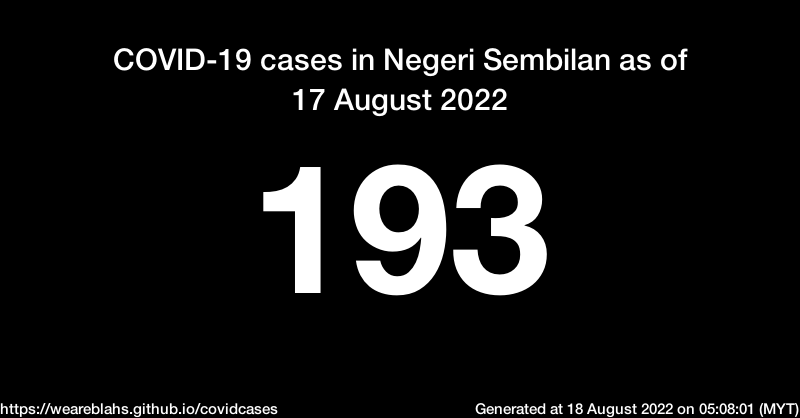 COVID-19 cases in Negeri Sembilan as of
17 August 2022
193
https://weareblahs.github.io/covidcases
Generated at 18 August 2022 on 05:08:01 (MYT)